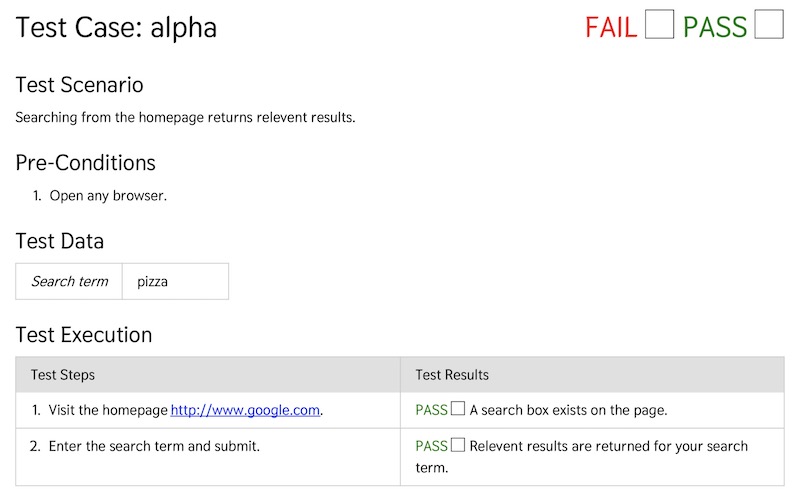 Test Case: alpha FAIL PASS
Test Scenario
Searching from the homepage returns relevent results.
Pre-Conditions
1. Open any browser.
Test Data
Search term pizza
Test Execution
Test Steps Test Results
1. Visit the homepage http://www.google.com. PASS A search box exists on the page.
2. Enter the search term and submit. PASS Relevent results are returned for your search
term.